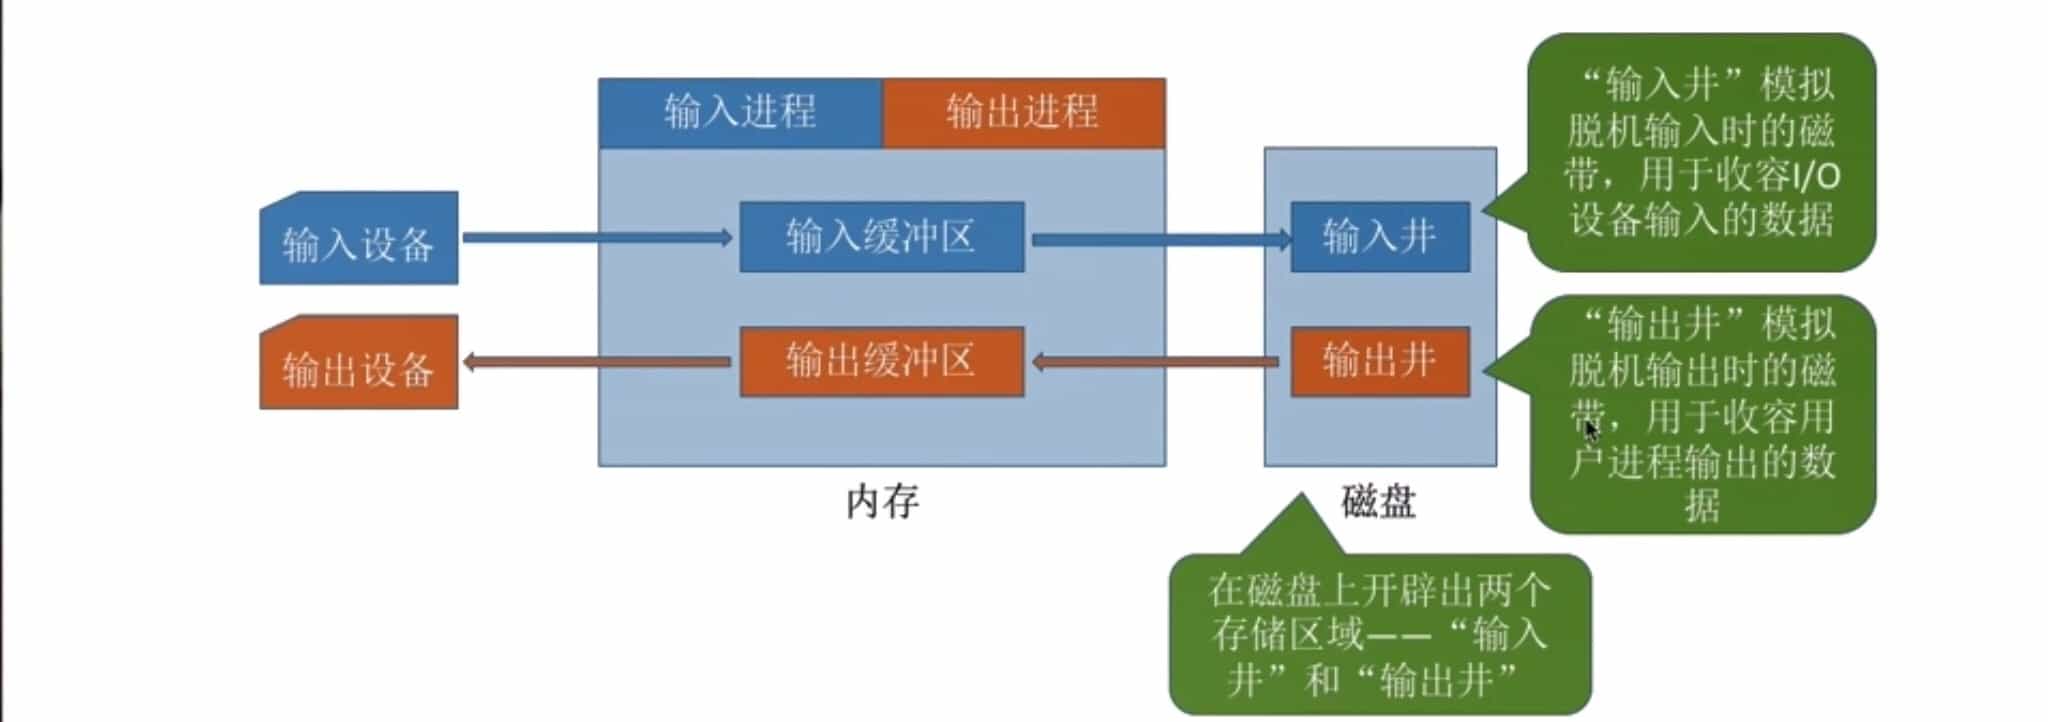 输入进程
输出进程
输入设备
输入缓冲区
输入井
输出设备
输出缓冲区
输出井
内存
磁盘
“输入井”模拟
脱机输入时的磁
带，用于收容I/O
设备输入的数据
“输出井”模拟
脱机输出时的磁
带，用于收容用
户进程输出的数
据
在磁盘上开辟出两个
存储区域——“输入
井”和“输出井”